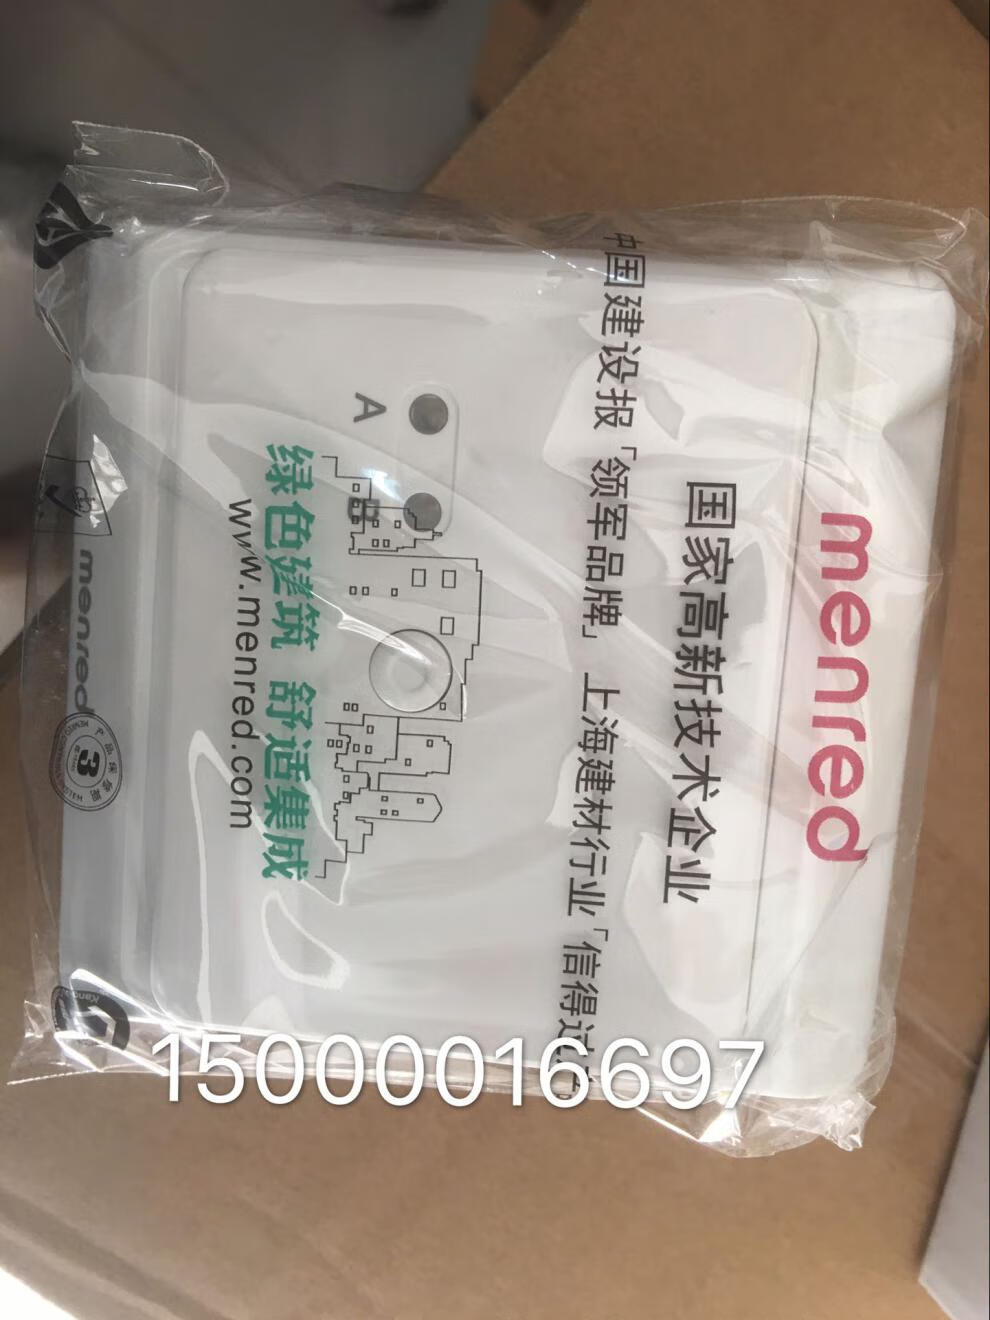 menred
国家高新技术企业
中国建设报「领军品牌」 上海建材行业「信得过产
A
B
绿色建筑 舒适集成
www.menred.com
menred
3
15000016697